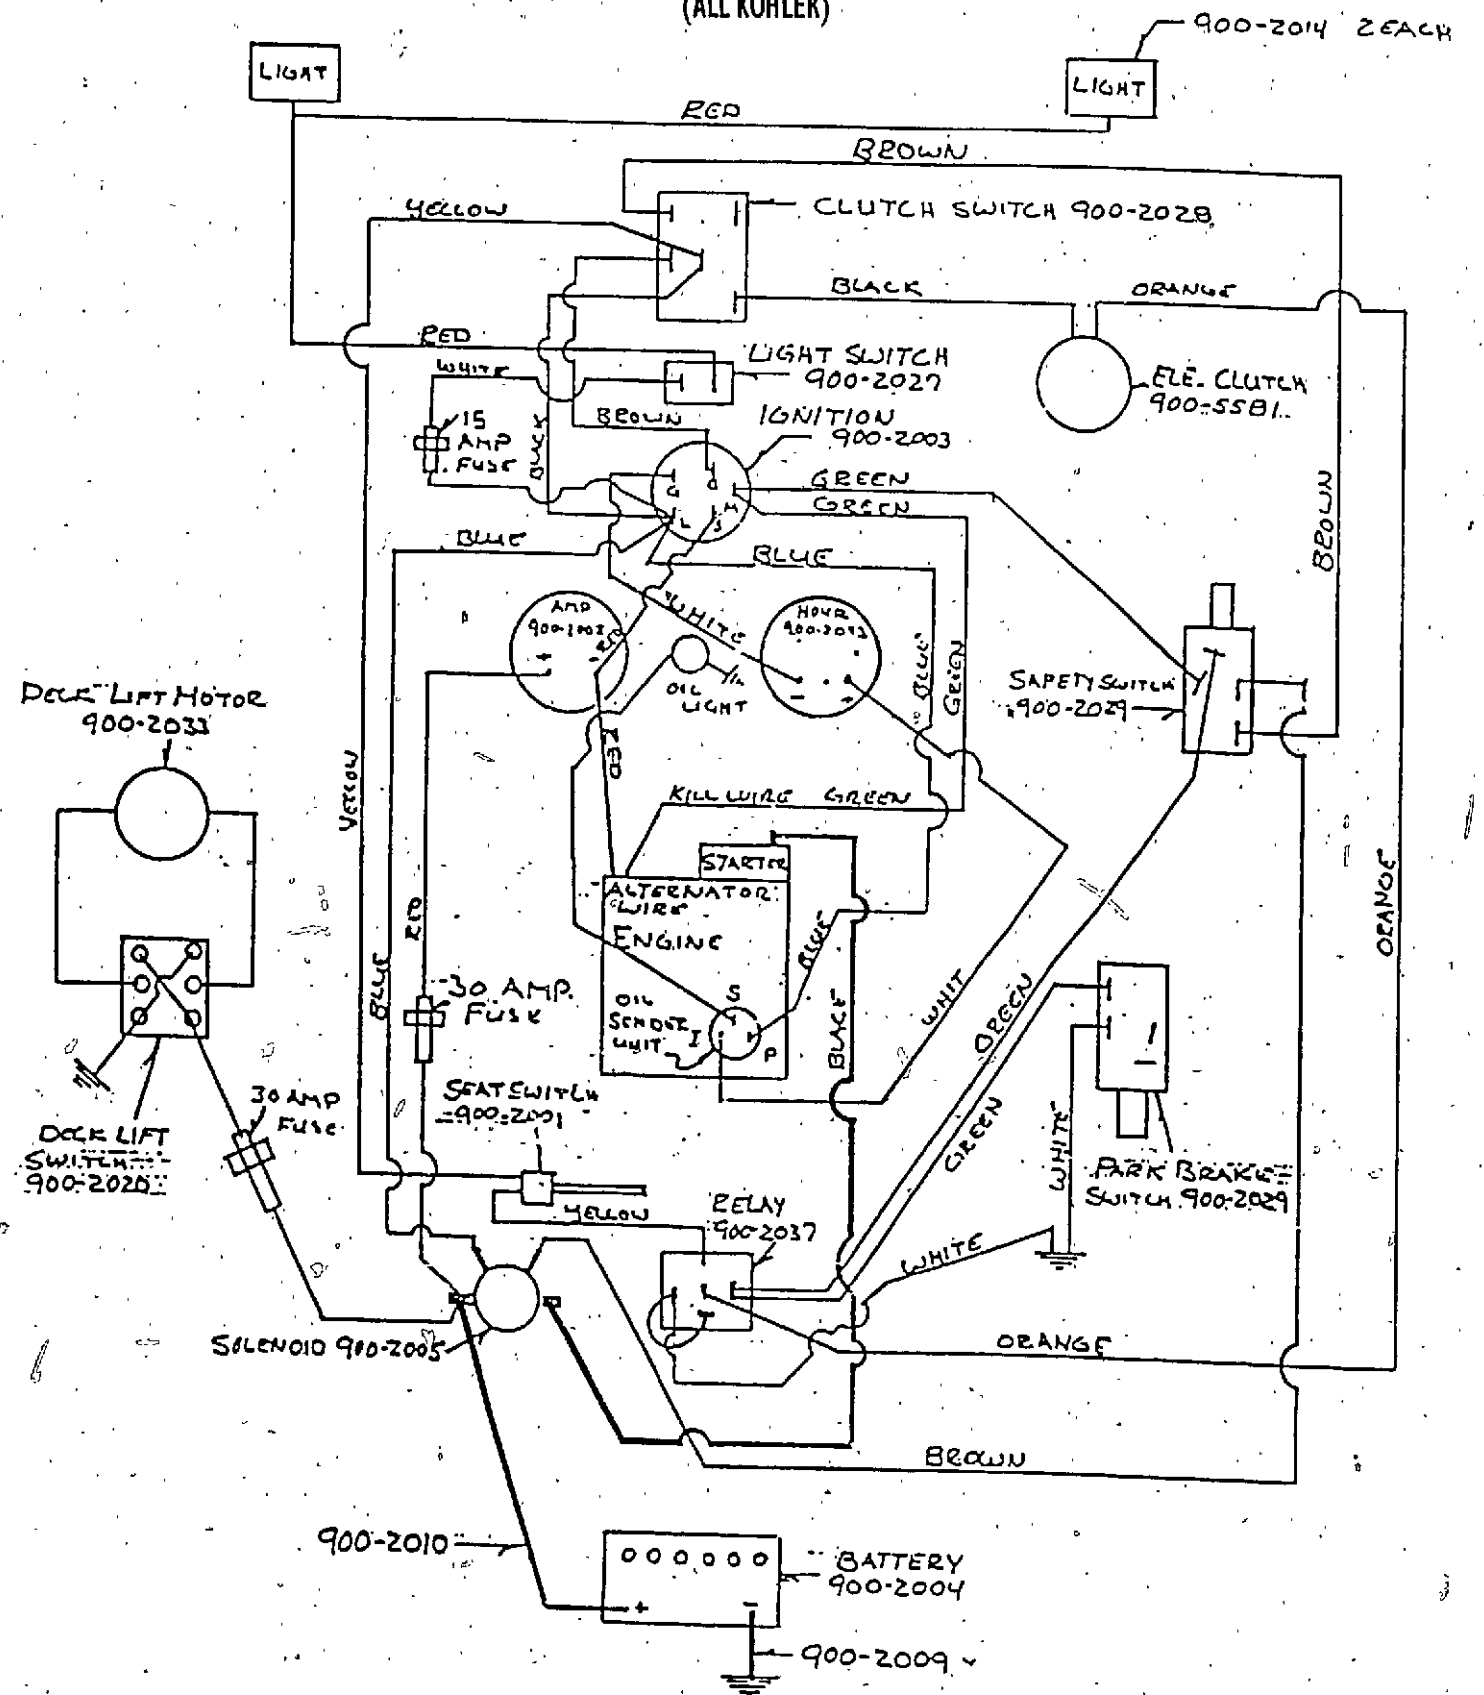 (ALL KOHLER)
900-2014 2 EACH
LIGHT
LIGHT
RED
BROWN
YELLOW
CLUTCH SWITCH 900-2028
BLACK
ORANGE
RED
LIGHT SWITCH
900-2027
WHITE
ELE. CLUTCH
900-5581
15
AMP
FUSE
BROWN
IGNITION
900-2003
BLACK
GREEN
GREEN
L
S
M
BLUE
BLUE
BROWN
AMP
RED
WHITE
HOUR
+
-
OIL
LIGHT
-
+
BLUE
GREEN
SAFETY SWITCH
900-2029
DECK LIFT MOTOR
900-2033
RED
YELLOW
KILL WIRE GREEN
STARTER
ALTERNATOR
WIRE
ENGINE
BLUE
ORANGE
BLUE
30 AMP.
FUSE
OIL
SENDER
UNIT
S
I
P
BLACK
WHIT
GREEN
30 AMP
FUSE
SEAT SWITCH
900-2001
DECK LIFT
SWITCH
900-2020
GREEN
WHITE
PARK BRAKE
SWITCH 900-2029
YELLOW
RELAY
900-2037
WHITE
SOLENOID 900-2005
ORANGE
BROWN
900-2010
BATTERY
900-2004
+
-
900-2009